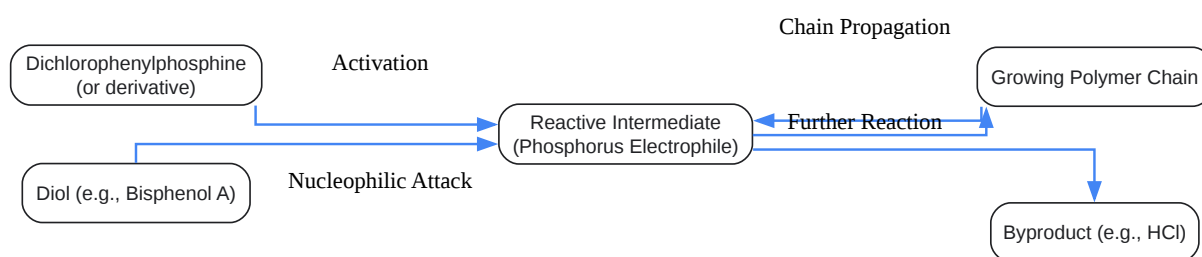 Chain Propagation
Dichlorophenylphosphine
(or derivative)
Activation
Growing Polymer Chain
Reactive Intermediate
(Phosphorus Electrophile)
Further Reaction
Diol (e.g., Bisphenol A)
Nucleophilic Attack
Byproduct (e.g., HCl)